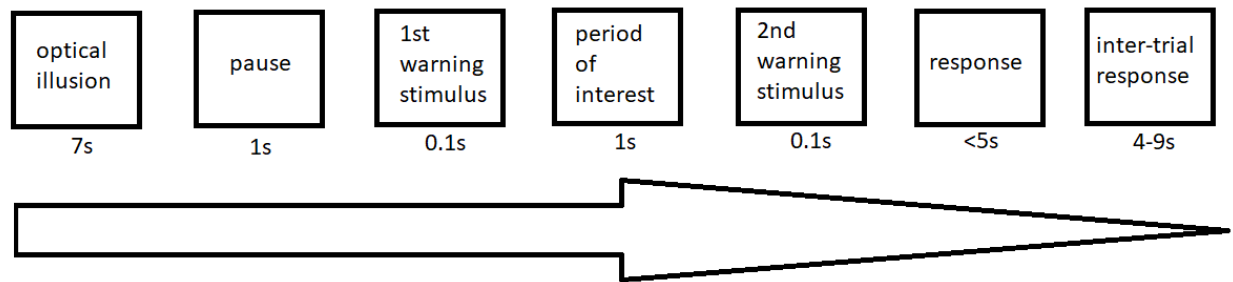 optical
illusion
7s
pause
1s
1st
warning
stimulus
0.1s
period
of
interest
1s
2nd
warning
stimulus
0.1s
response
<5s
inter-trial
response
4-9s